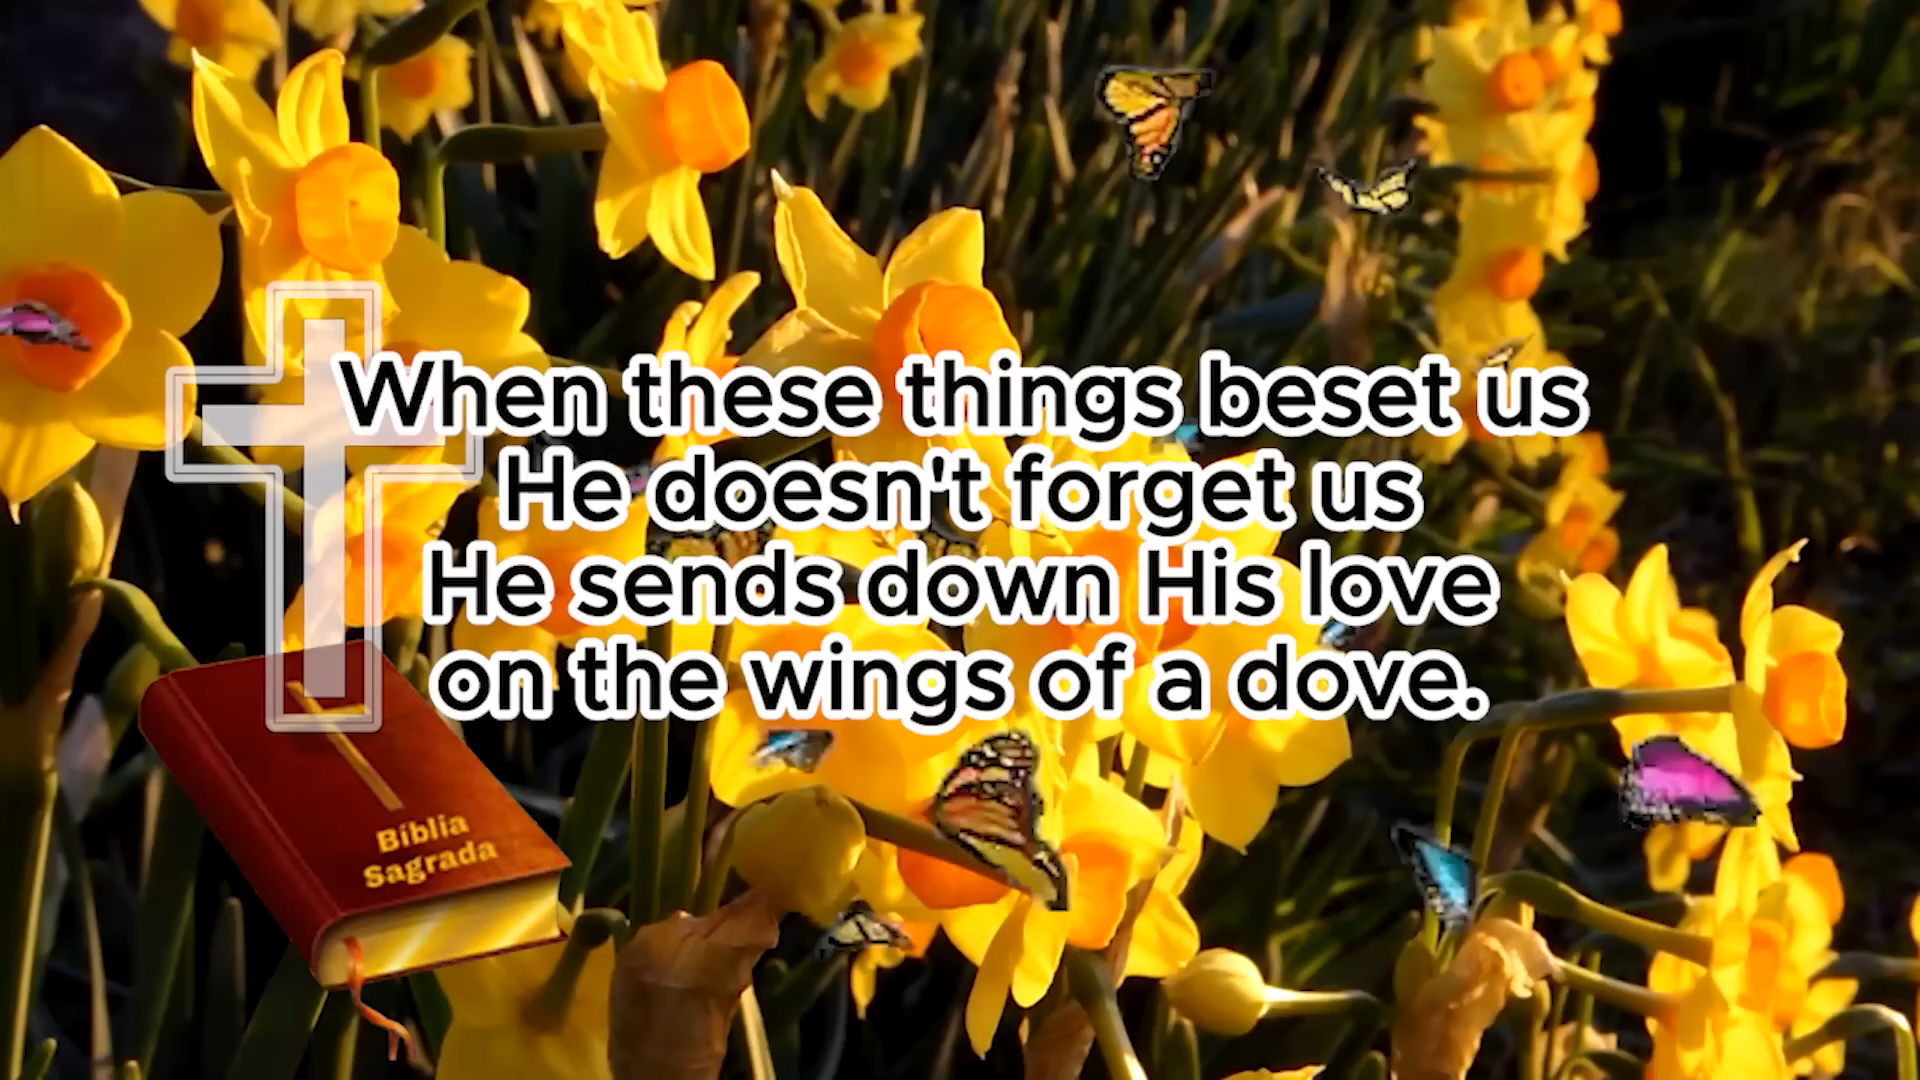 When these things beset us
He doesn't forget us
He sends down His love
on the wings of a dove.
Bíblia
Sagrada